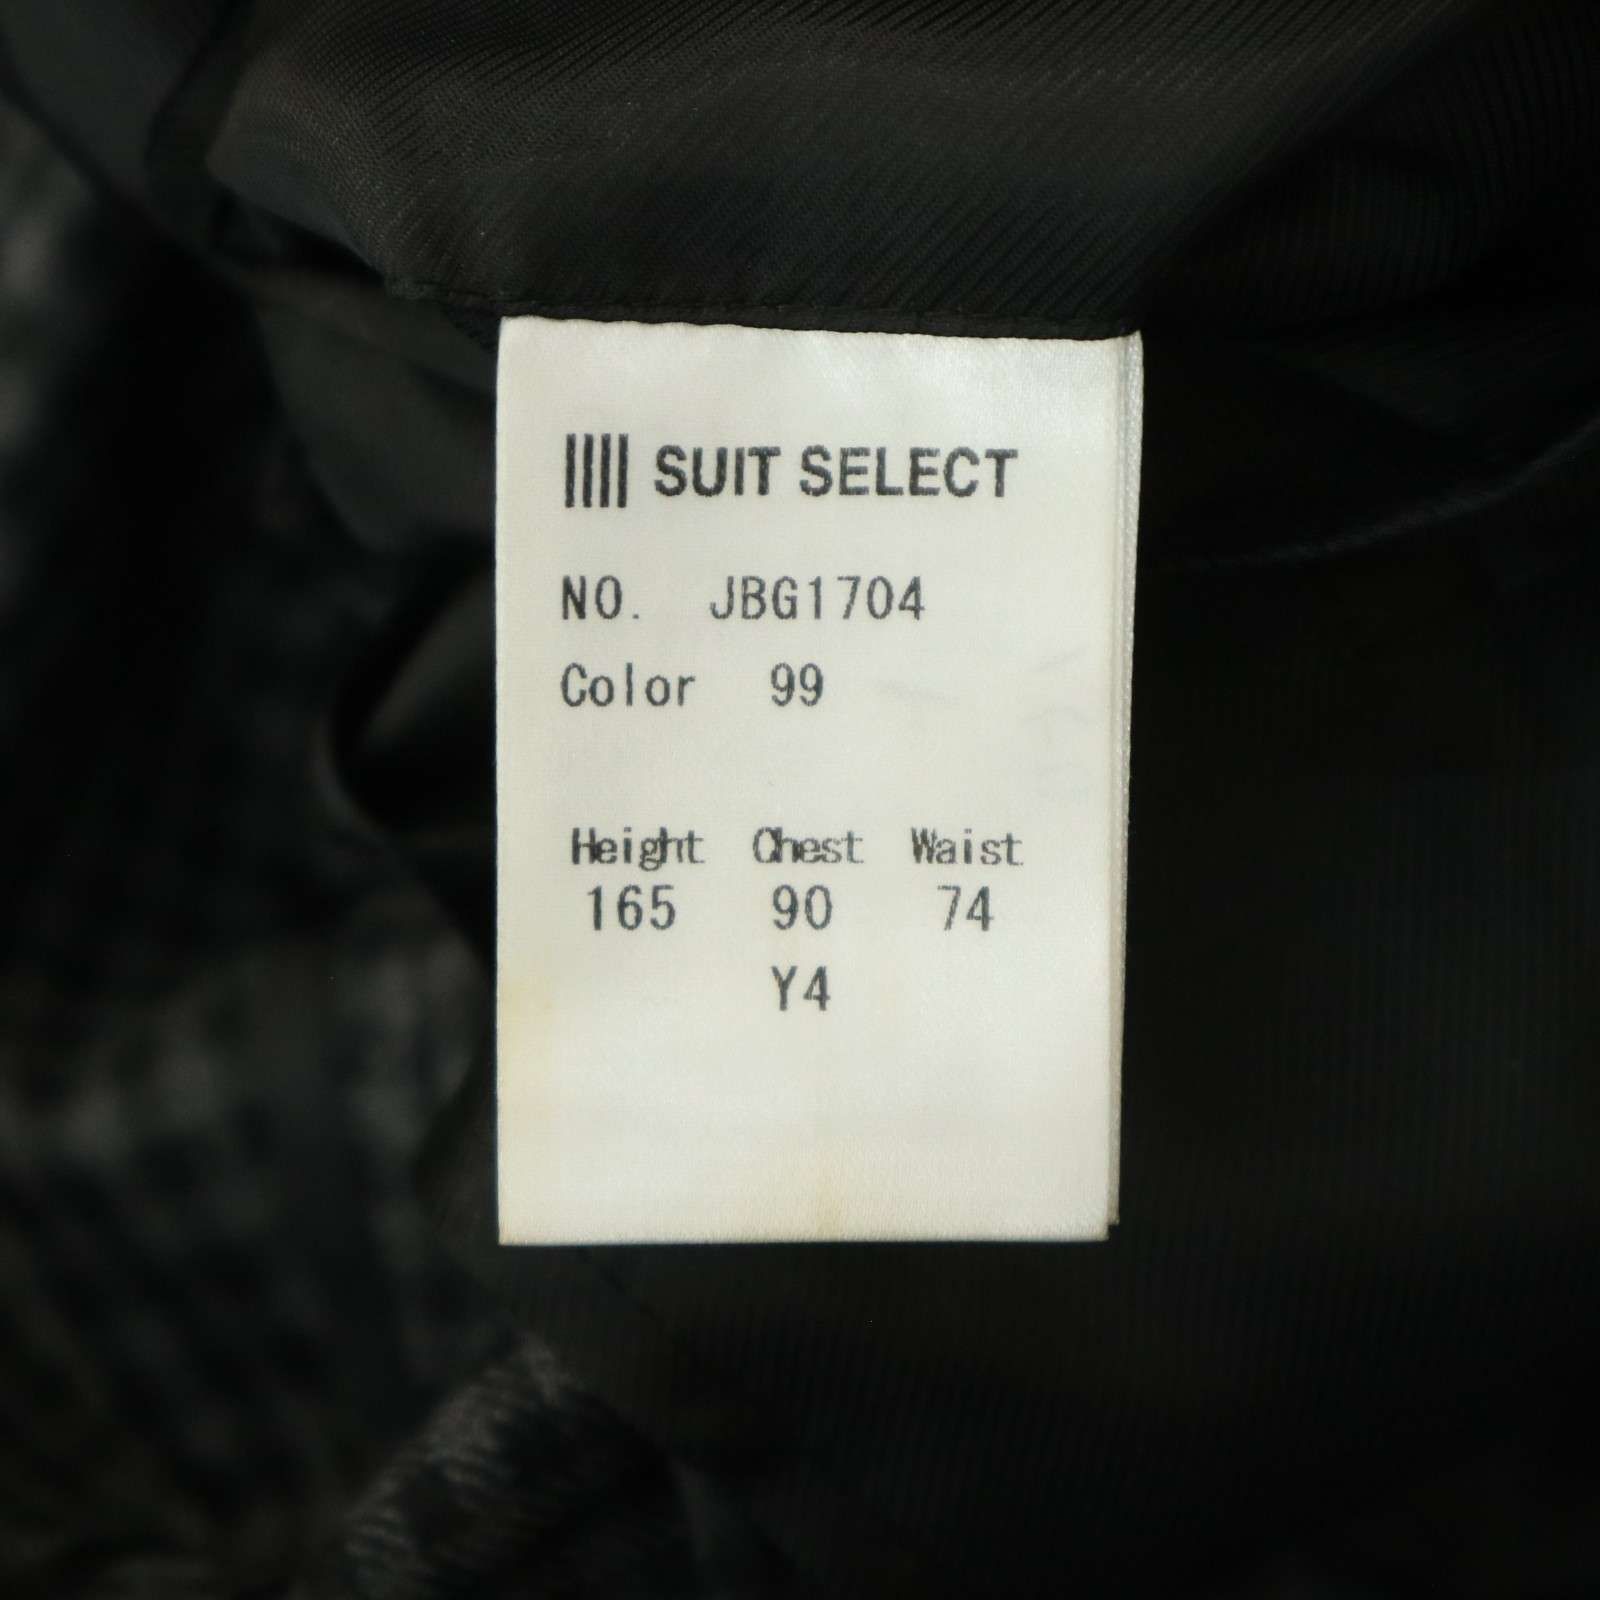 SUIT SELECT
NO. JBG1704
Color 99
Height Chest Waist
165 90 74
Y4